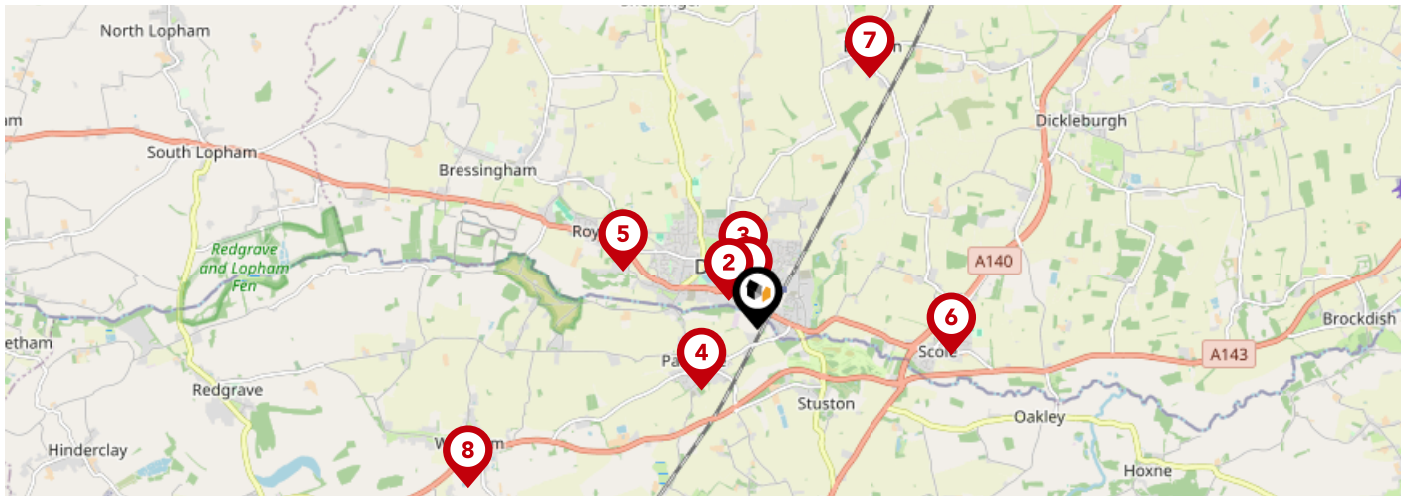 North Lopham
7
Dickleburgh
South Lopham
Bressingham
3
5
2
Redgrave
and Lopham
Fen
A140
6
Brockdish
4
A143
Redgrave
Stuston
Oakley
8
Hinderclay
Hoxne